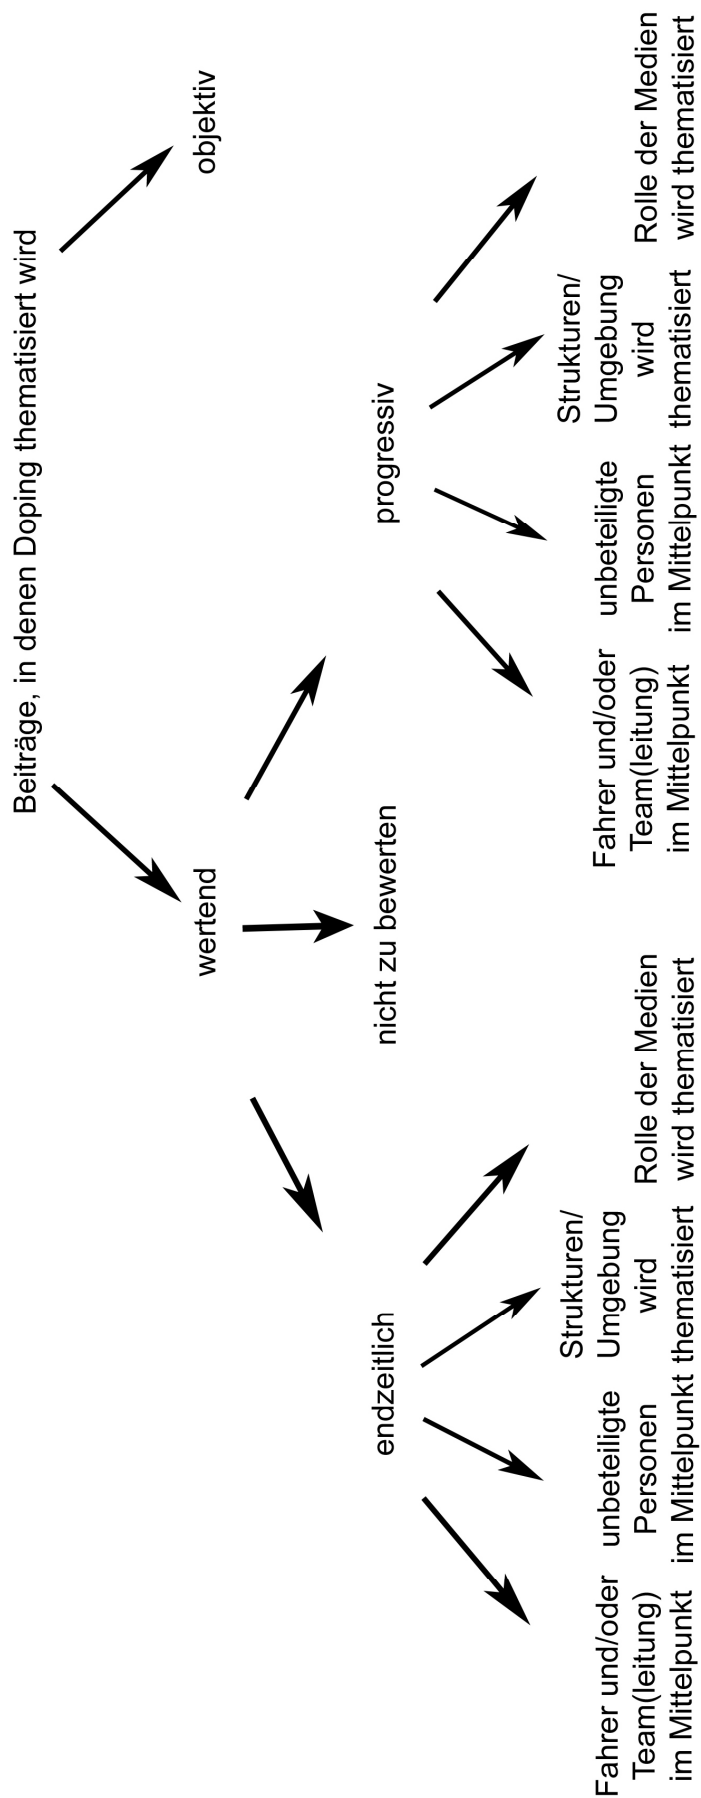 Beiträge, in denen Doping thematisiert wird
wertend
objektiv
endzeitlich
nicht zu bewerten
progressiv
Fahrer und/oder
Team(leitung)
im Mittelpunkt
unbeteiligte
Personen
im Mittelpunkt
Strukturen/
Umgebung
wird
thematisiert
Rolle der Medien
wird thematisiert
Fahrer und/oder
Team(leitung)
im Mittelpunkt
unbeteiligte
Personen
im Mittelpunkt
Strukturen/
Umgebung
wird
thematisiert
Rolle der Medien
wird thematisiert